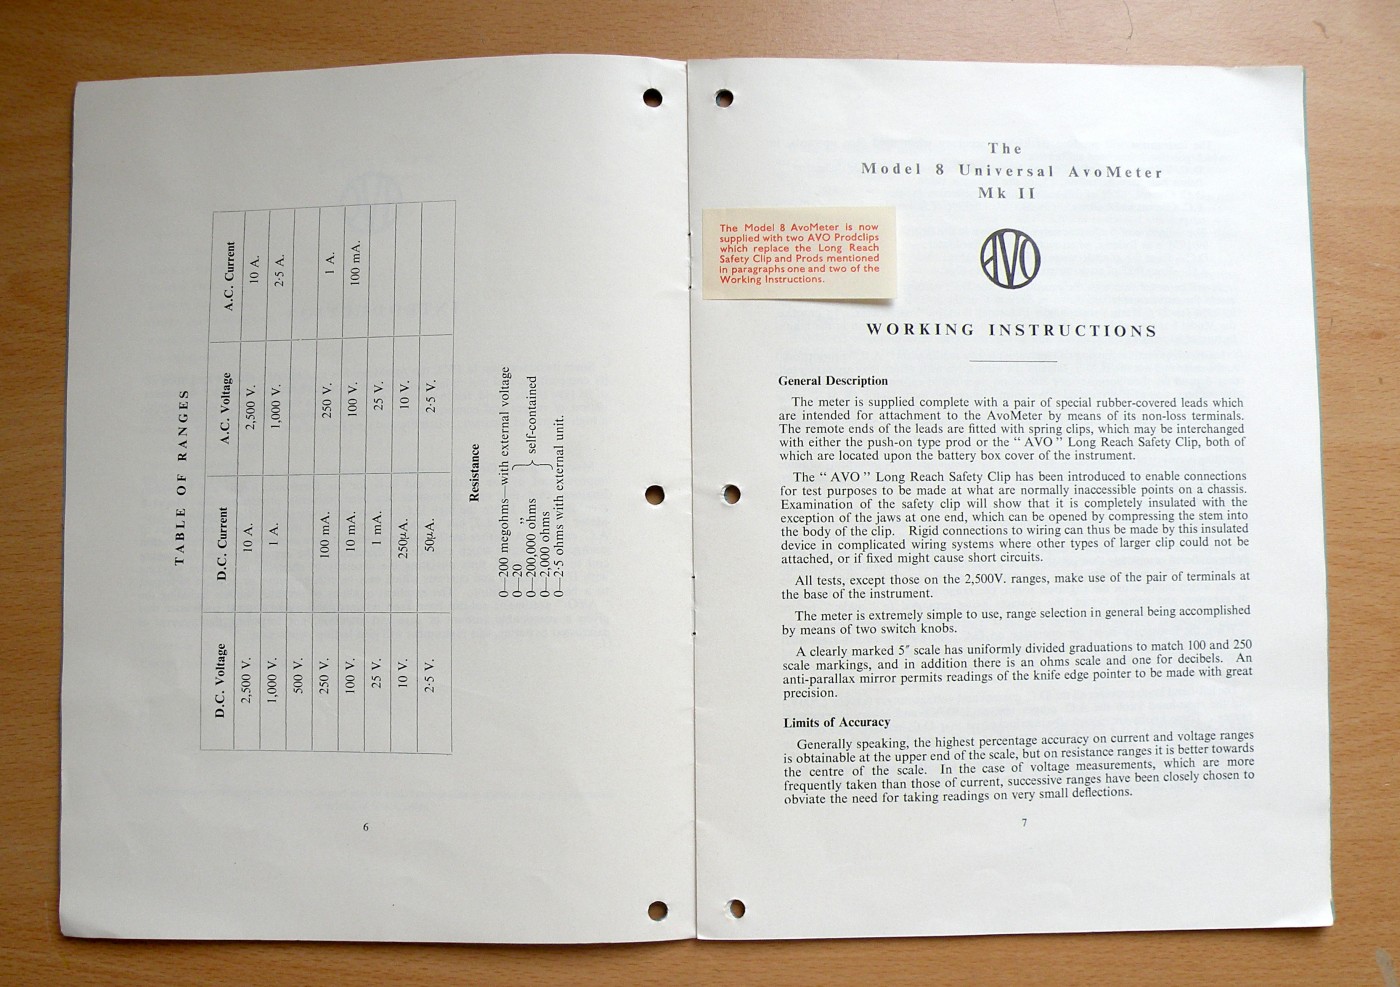 TABLE OF RANGES
D.C. Voltage D.C. Current A.C. Voltage A.C. Current
2,500 V. 10 A. 2,500 V. 10 A.
1,000 V. 1 A. 1,000 V. 2·5 A.
500 V.
250 V. 100 mA. 250 V. 1 A.
100 V. 10 mA. 100 V. 100 mA.
25 V. 1 mA. 25 V.
10 V. 250μA. 10 V.
2·5 V. 50μA. 2·5 V.
Resistance
0—200 megohms—with external voltage
0—20 ”
0—200,000 ohms } self-contained
0—2,000 ohms
0—2·5 ohms with external unit.
6
The
Model 8 Universal AvoMeter
Mk II
The Model 8 AvoMeter is now
supplied with two AVO Prodclips
which replace the Long Reach
Safety Clip and Prods mentioned
in paragraphs one and two of the
Working Instructions.
AVO
WORKING INSTRUCTIONS
General Description
The meter is supplied complete with a pair of special rubber-covered leads which
are intended for attachment to the AvoMeter by means of its non-loss terminals.
The remote ends of the leads are fitted with spring clips, which may be interchanged
with either the push-on type prod or the “ AVO ” Long Reach Safety Clip, both of
which are located upon the battery box cover of the instrument.
The “ AVO ” Long Reach Safety Clip has been introduced to enable connections
for test purposes to be made at what are normally inaccessible points on a chassis.
Examination of the safety clip will show that it is completely insulated with the
exception of the jaws at one end, which can be opened by compressing the stem into
the body of the clip. Rigid connections to wiring can thus be made by this insulated
device in complicated wiring systems where other types of larger clip could not be
attached, or if fixed might cause short circuits.
All tests, except those on the 2,500V. ranges, make use of the pair of terminals at
the base of the instrument.
The meter is extremely simple to use, range selection in general being accomplished
by means of two switch knobs.
A clearly marked 5″ scale has uniformly divided graduations to match 100 and 250
scale markings, and in addition there is an ohms scale and one for decibels. An
anti-parallax mirror permits readings of the knife edge pointer to be made with great
precision.
Limits of Accuracy
Generally speaking, the highest percentage accuracy on current and voltage ranges
is obtainable at the upper end of the scale, but on resistance ranges it is better towards
the centre of the scale. In the case of voltage measurements, which are more
frequently taken than those of current, successive ranges have been closely chosen to
obviate the need for taking readings on very small deflections.
7